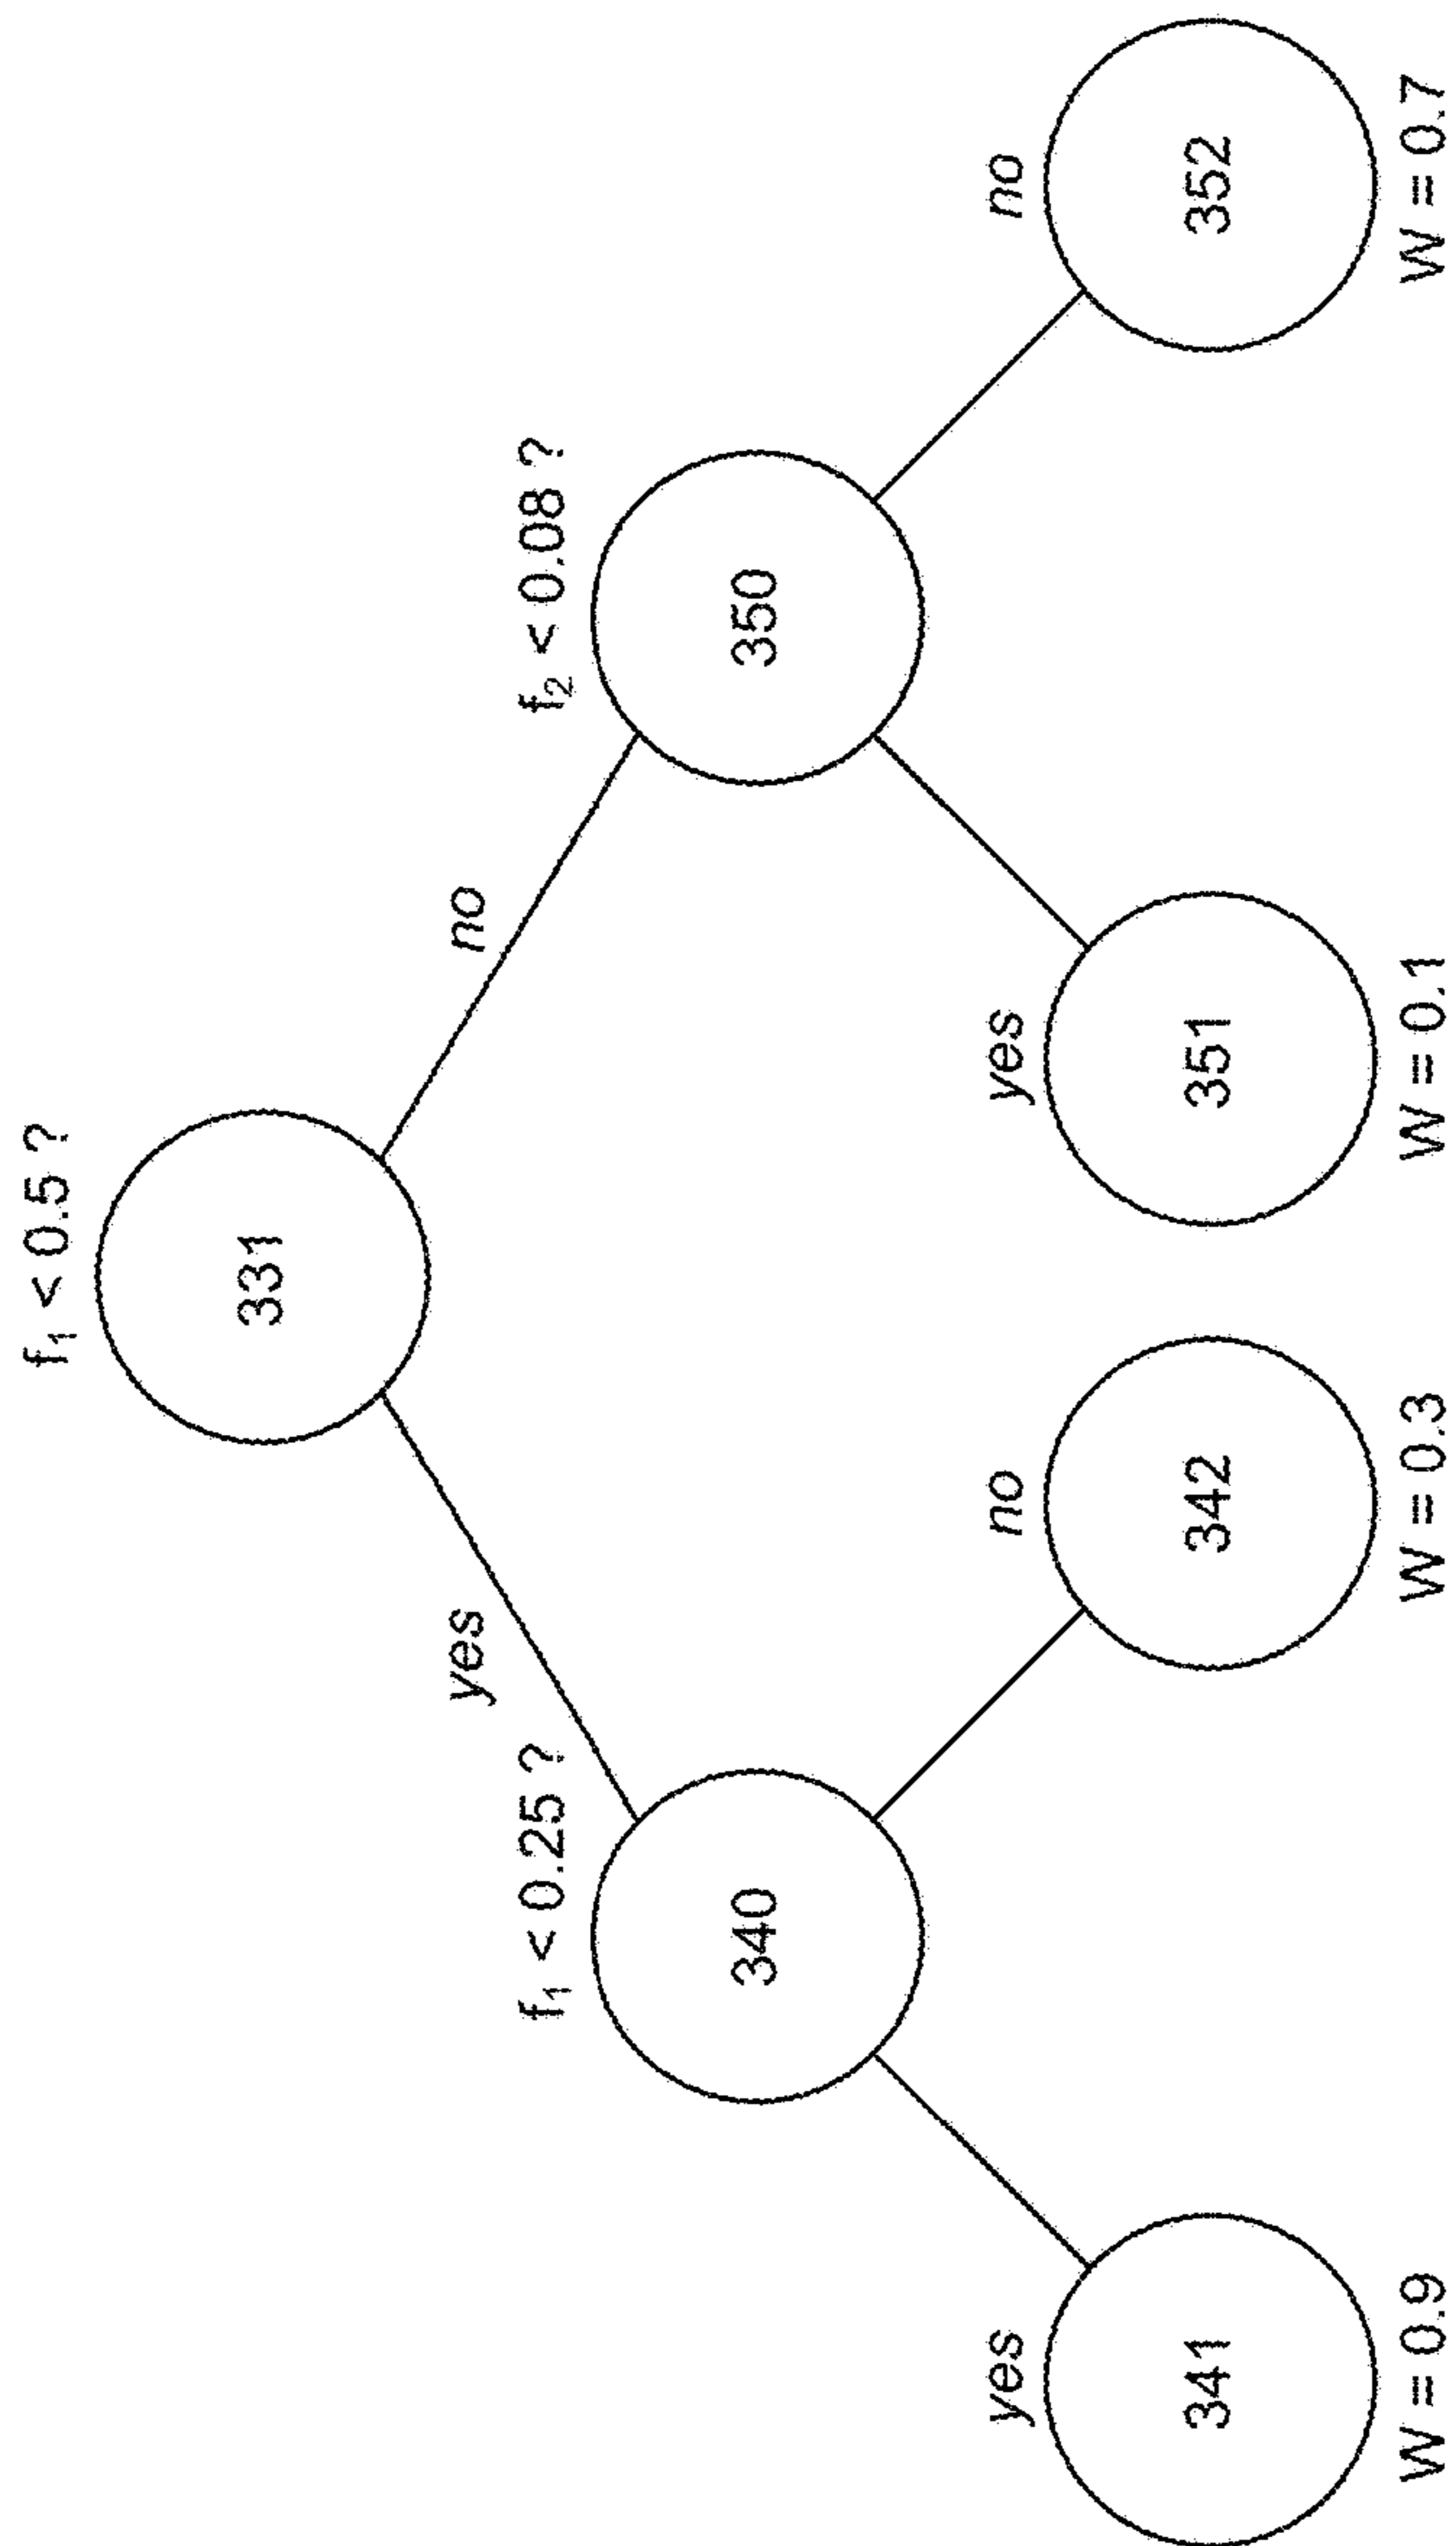 f₁ < 0.5 ?
331
yes
no
f₁ < 0.25 ?
f₂ < 0.08 ?
340
350
yes
no
yes
no
341
342
351
352
W = 0.9
W = 0.3
W = 0.1
W = 0.7